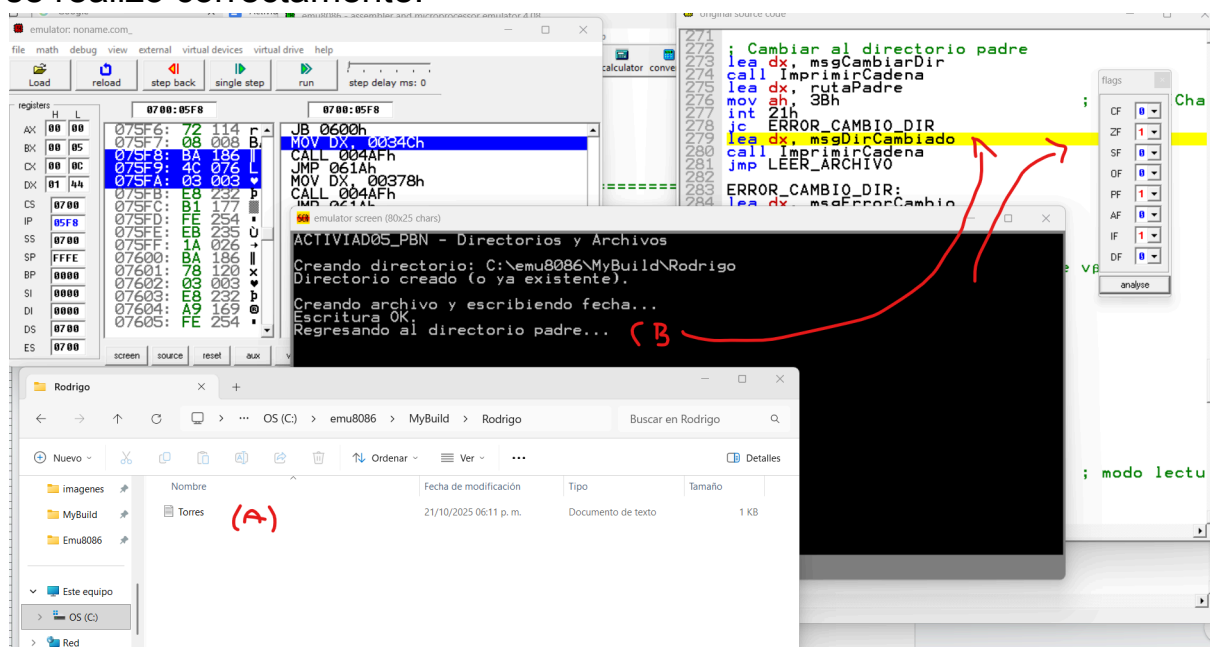 se realizo correctamente.
emulator: noname.com_
file math debug view external virtual devices virtual drive help
Load reload step back single step run step delay ms: 0
registers H L
0700:05F8 0700:05F8
AX 00 00
BX 00 05
CX 00 0C
DX 01 44
CS 0700
IP 05F8
SS 0700
SP FFFE
BP 0000
SI 0000
DI 0000
DS 0700
ES 0700
075F6: 72 114 r
075F7: 08 008 B
075F8: BA 186 ║
075F9: 4C 076 L
075FA: 03 003 ♥
075FB: E8 232 Þ
075FC: B1 177 ▒
075FD: FE 254 ■
075FE: EB 235 Ù
075FF: 1A 026 →
07600: BA 186 ║
07601: 78 120 x
07602: 03 003 ♥
07603: E8 232 Þ
07604: A9 169 ®
07605: FE 254 ■
JB 0600h
MOV DX, 0034Ch
CALL 004AFh
JMP 061Ah
MOV DX, 00378h
CALL 004AFh
screen source reset aux
calculator
original source code
271
272 ; Cambiar al directorio padre
273 lea dx, msgCambiarDir
274 call ImprimirCadena
275 lea dx, rutaPadre
276 mov ah, 3Bh ; Cha
277 int 21h
278 jc ERROR_CAMBIO_DIR
279 lea dx, msgDirCambiado
280 call ImprimirCadena
281 jmp LEER_ARCHIVO
282
283 ERROR_CAMBIO_DIR:
284 lea dx, msgErrorCambio
; modo lectu
flags
CF 0
ZF 1
SF 0
OF 0
PF 1
AF 0
IF 1
DF 0
analyse
emulator screen (80x25 chars)
ACTIVIAD05_PBN - Directorios y Archivos
Creando directorio: C:\emu8086\MyBuild\Rodrigo
Directorio creado (o ya existente).
Creando archivo y escribiendo fecha...
Escritura OK.
Regresando al directorio padre...
(B
Rodrigo
OS (C:) > emu8086 > MyBuild > Rodrigo
Buscar en Rodrigo
Nuevo Ordenar Ver ... Detalles
Nombre Fecha de modificación Tipo Tamaño
Torres 21/10/2025 06:11 p. m. Documento de texto 1 KB
(A)
imagenes
MyBuild
Emu8086
Este equipo
OS (C:)
Red